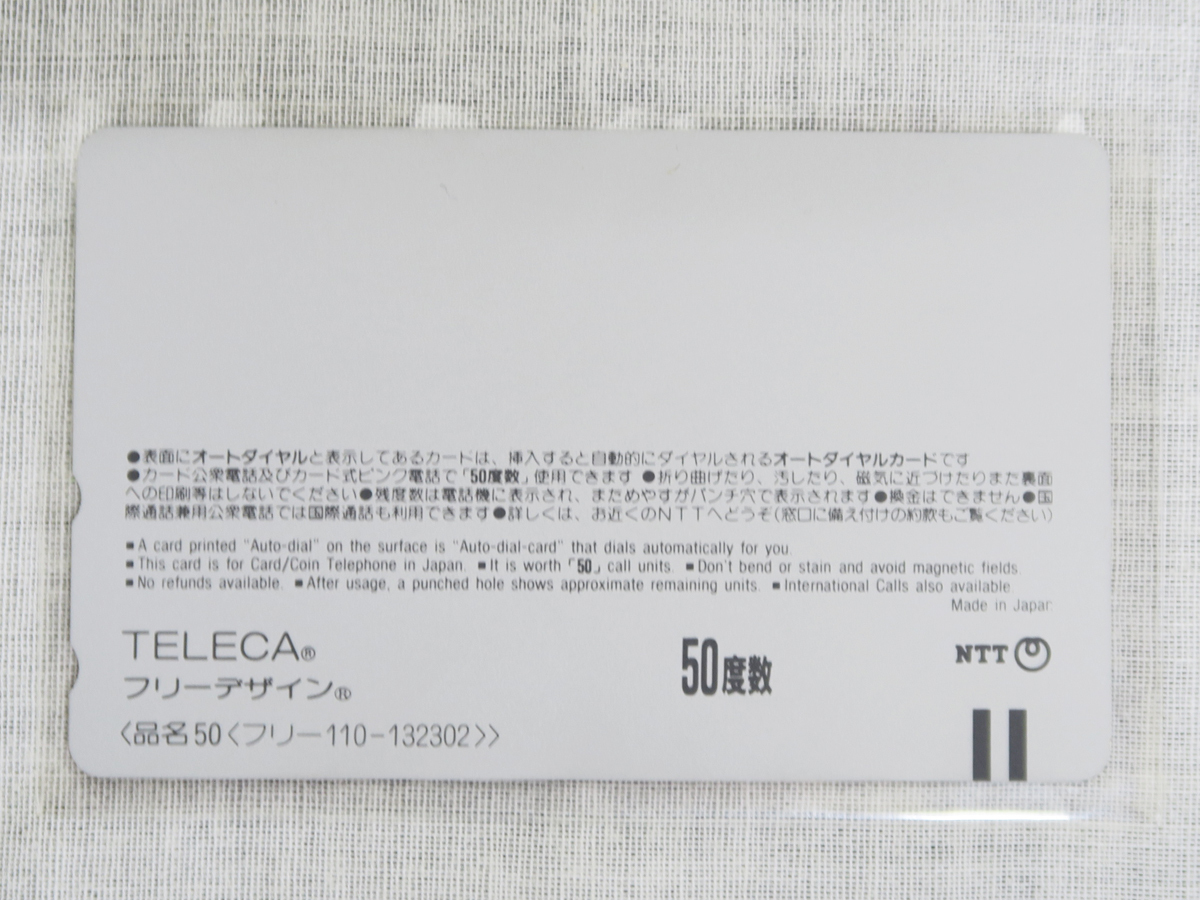 ●表面にオートダイヤルと表示してあるカードは、挿入すると自動的にダイヤルされるオートダイヤルカードです
●カード公衆電話及びカード式ピンク電話で「50度数」使用できます ●折り曲げたり、汚したり、磁気に近づけたりまた裏面
への印刷等はしないでください●残度数は電話機に表示され、まためやすがパンチ穴で表示されます●換金はできません●国
際通話兼用公衆電話では国際通話も利用できます●詳しくは、お近くのNTTへどうぞ(窓口に備え付けの約款もご覧ください)
■A card printed "Auto-dial" on the surface is "Auto-dial-card" that dials automatically for you.
■This card is for Card/Coin Telephone in Japan. ■It is worth「50」call units. ■Don't bend or stain and avoid magnetic fields.
■No refunds available. ■After usage, a punched hole shows approximate remaining units. ■International Calls also available.
Made in Japan
TELECA®
フリーデザイン®
50度数
NTT
〈品名50〈フリー110-132302〉〉